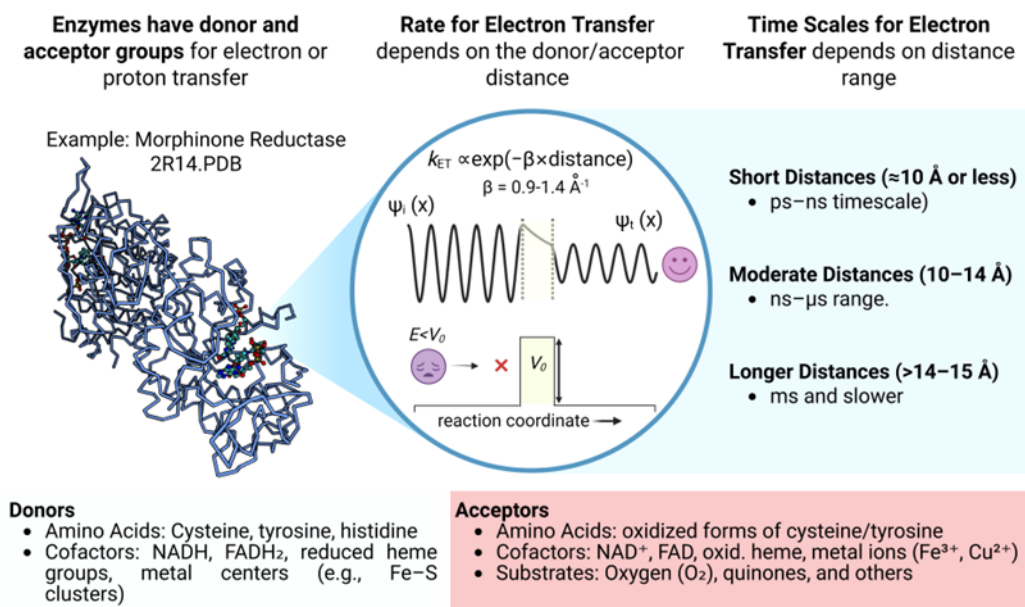 Enzymes have donor and
acceptor groups for electron or
proton transfer
Example: Morphinone Reductase
2R14.PDB
Rate for Electron Transfer
depends on the donor/acceptor
distance
k_ET ∝exp(−β×distance)
β = 0.9-1.4 Å⁻¹
ψᵢ (x)
ψₜ (x)
E<V₀
V₀
reaction coordinate
Time Scales for Electron
Transfer depends on distance
range
Short Distances (≈10 Å or less)
• ps–ns timescale)
Moderate Distances (10–14 Å)
• ns–μs range.
Longer Distances (>14–15 Å)
• ms and slower
Donors
• Amino Acids: Cysteine, tyrosine, histidine
• Cofactors: NADH, FADH₂, reduced heme
groups, metal centers (e.g., Fe–S
clusters)
Acceptors
• Amino Acids: oxidized forms of cysteine/tyrosine
• Cofactors: NAD⁺, FAD, oxid. heme, metal ions (Fe³⁺, Cu²⁺)
• Substrates: Oxygen (O₂), quinones, and others